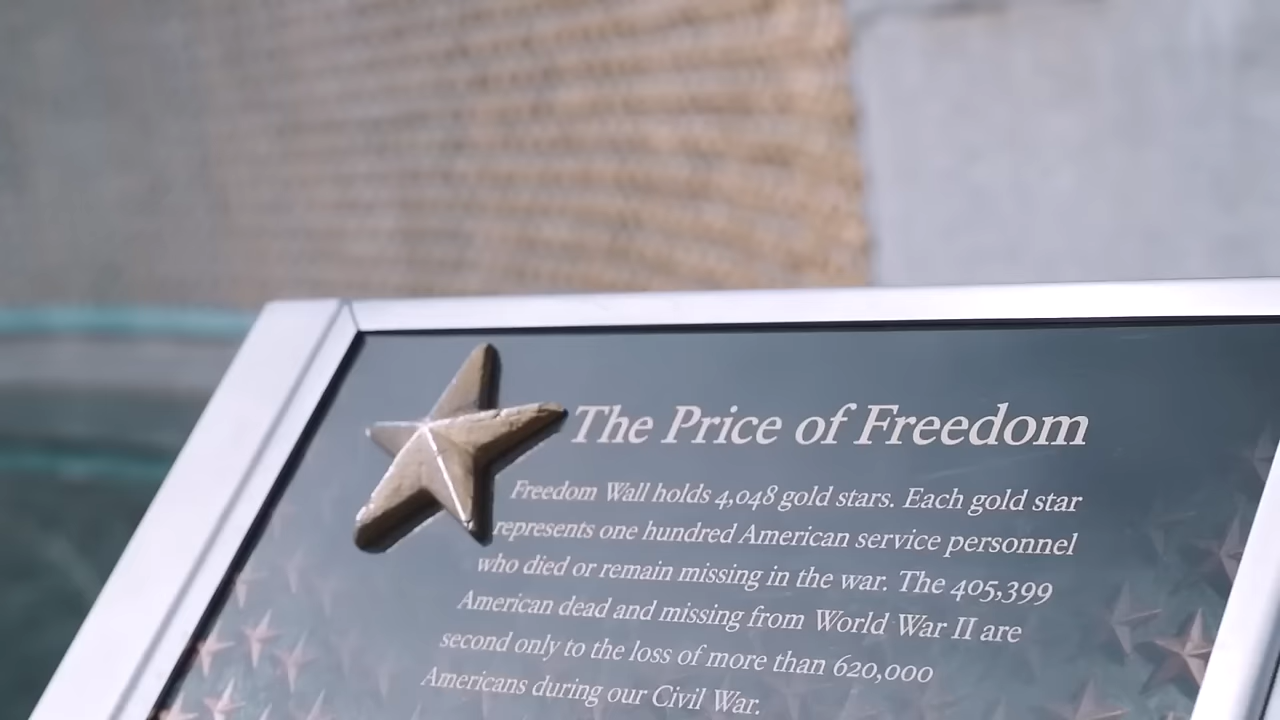 The Price of Freedom
Freedom Wall holds 4,048 gold stars. Each gold star
represents one hundred American service personnel
who died or remain missing in the war. The 405,399
American dead and missing from World War II are
second only to the loss of more than 620,000
Americans during our Civil War.